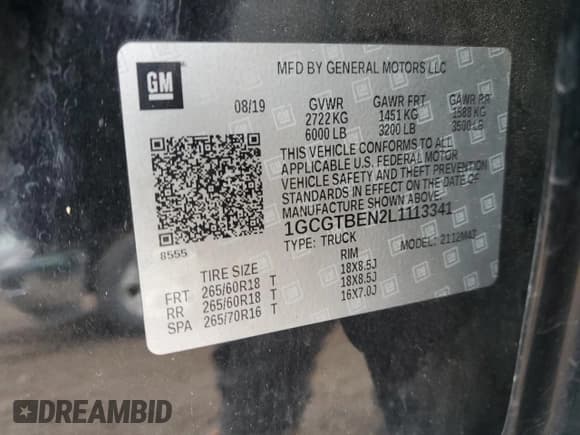 GM
MFD BY GENERAL MOTORS LLC
08/19 GVWR GAWR FRT GAWR RR
2722 KG 1451 KG 1588 KG
6000 LB 3200 LB 3500 LB
THIS VEHICLE CONFORMS TO ALL
APPLICABLE U.S. FEDERAL MOTOR
VEHICLE SAFETY AND THEFT PREVENTION
STANDARDS IN EFFECT ON THE DATE OF
MANUFACTURE SHOWN ABOVE.
1GCGTBEN2L1113341
8555 TYPE: TRUCK MODEL: 2112M43
TIRE SIZE RIM
FRT 265/60R18 T 18X8.5J
RR 265/60R18 T 18X8.5J
SPA 265/70R16 T 16X7.0J
DREAMBID